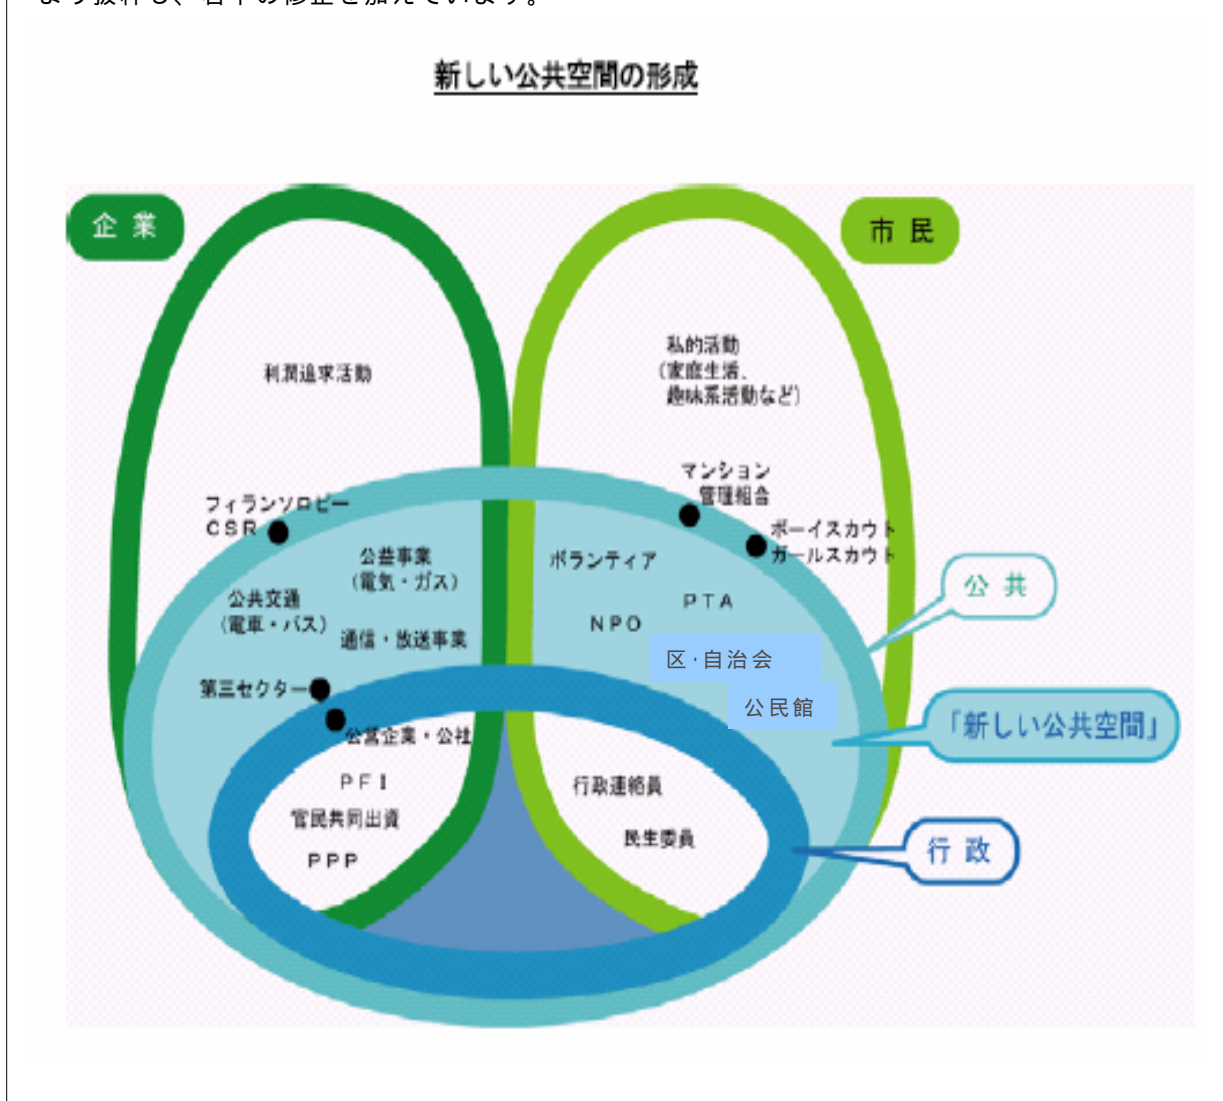 新しい公共空間の形成
企業
市民
利潤追求活動
私的活動
(家庭生活、
趣味系活動など)
マンション
管理組合
フィランソロピー
CSR
ボーイスカウト
ガールスカウト
公益事業
(電気・ガス)
ボランティア
公共
公共交通
(電車・バス)
PTA
NPO
通信・放送事業
区・自治会
第三セクター
公民館
「新しい公共空間」
公営企業・公社
PFI
行政連絡員
官民共同出資
民生委員
行政
PPP